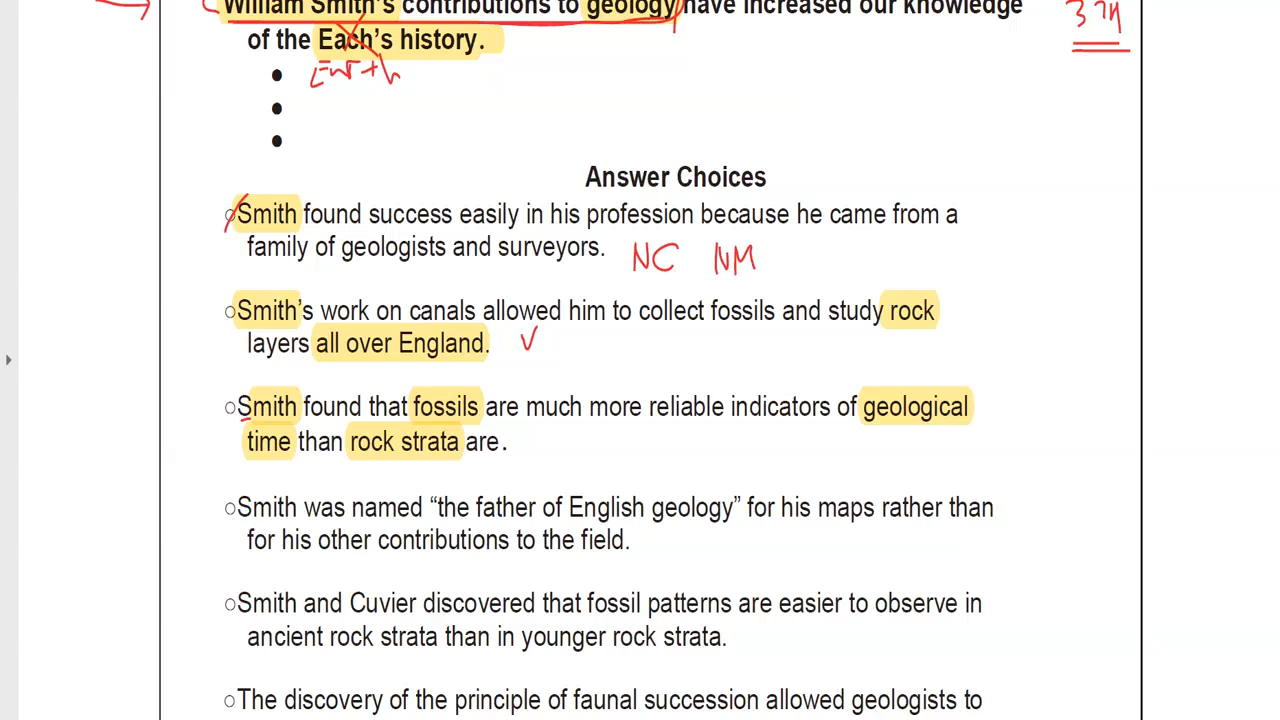 William Smith's contributions to geology have increased our knowledge
374
of the Each's history.
Earth
Answer Choices
○Smith found success easily in his profession because he came from a
family of geologists and surveyors. NC NM
○Smith's work on canals allowed him to collect fossils and study rock
layers all over England. ✓
○Smith found that fossils are much more reliable indicators of geological
time than rock strata are.
○Smith was named “the father of English geology” for his maps rather than
for his other contributions to the field.
○Smith and Cuvier discovered that fossil patterns are easier to observe in
ancient rock strata than in younger rock strata.
○The discovery of the principle of faunal succession allowed geologists to